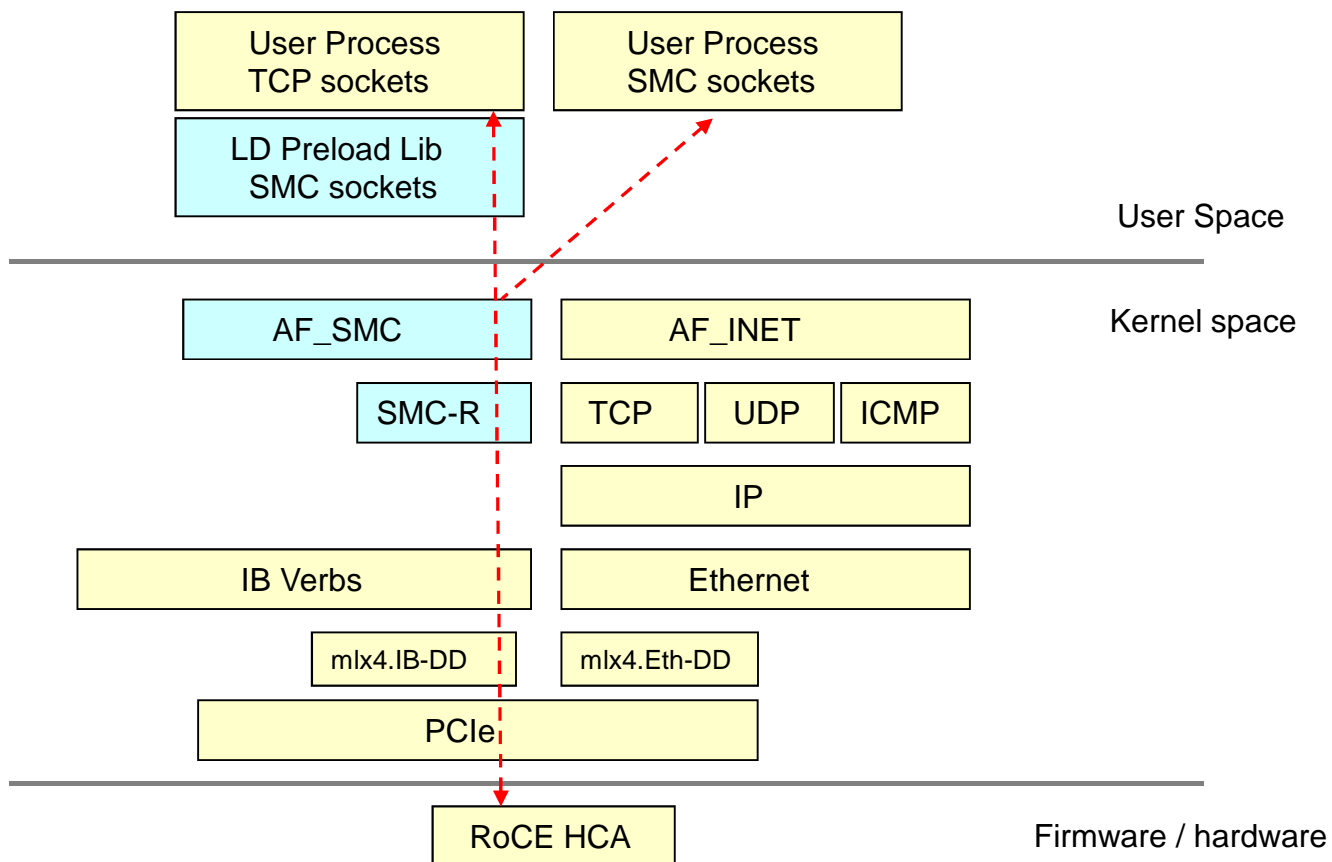 User Process
TCP sockets
User Process
SMC sockets
LD Preload Lib
SMC sockets
User Space
AF_SMC
AF_INET
Kernel space
SMC-R
TCP
UDP
ICMP
IP
IB Verbs
Ethernet
mlx4.IB-DD
mlx4.Eth-DD
PCIe
RoCE HCA
Firmware / hardware